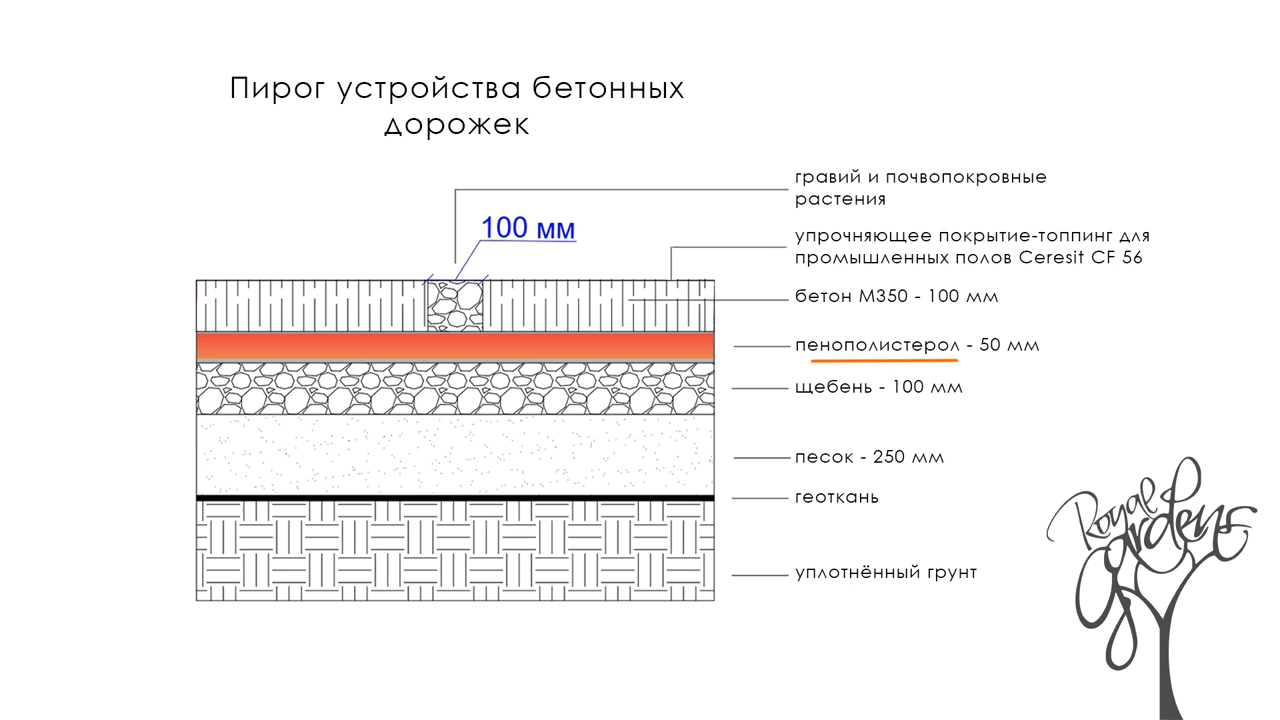 Пирог устройства бетонных
дорожек
гравий и почвопокровные
растения
100 мм
упрочняющее покрытие-топпинг для
промышленных полов Ceresit CF 56
бетон М350 - 100 мм
пенополистерол - 50 мм
щебень - 100 мм
песок - 250 мм
геоткань
уплотнённый грунт
Royal
gardens